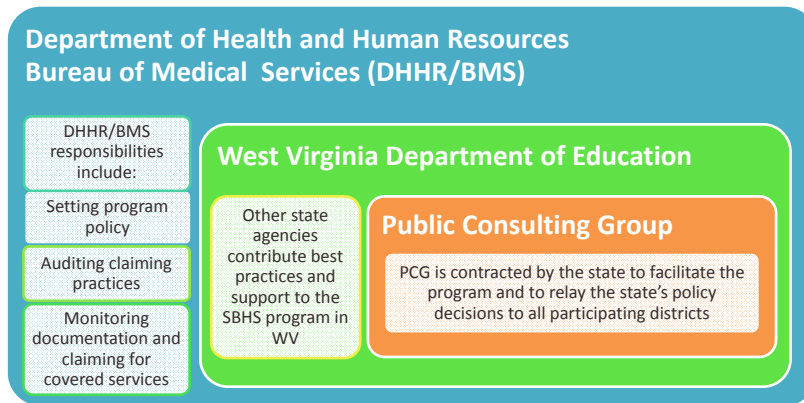 Department of Health and Human Resources
Bureau of Medical Services (DHHR/BMS)
DHHR/BMS
responsibilities
include:
Setting program
policy
Auditing claiming
practices
Monitoring
documentation and
claiming for
covered services
West Virginia Department of Education
Other state
agencies
contribute best
practices and
support to the
SBHS program in
WV
Public Consulting Group
PCG is contracted by the state to facilitate the
program and to relay the state's policy
decisions to all participating districts